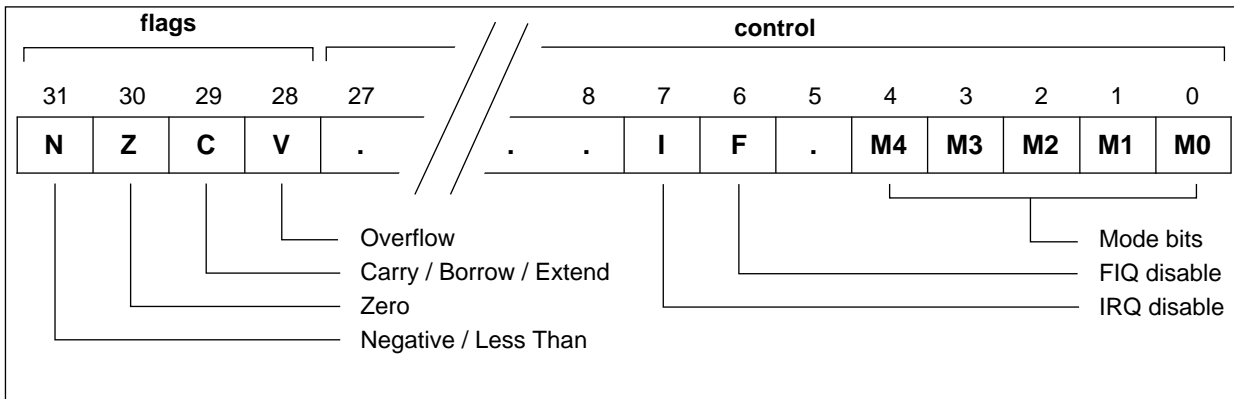 flags control
31 30 29 28 27 8 7 6 5 4 3 2 1 0
N Z C V . . . I F . M4 M3 M2 M1 M0
Overflow Mode bits
Carry / Borrow / Extend FIQ disable
Zero IRQ disable
Negative / Less Than